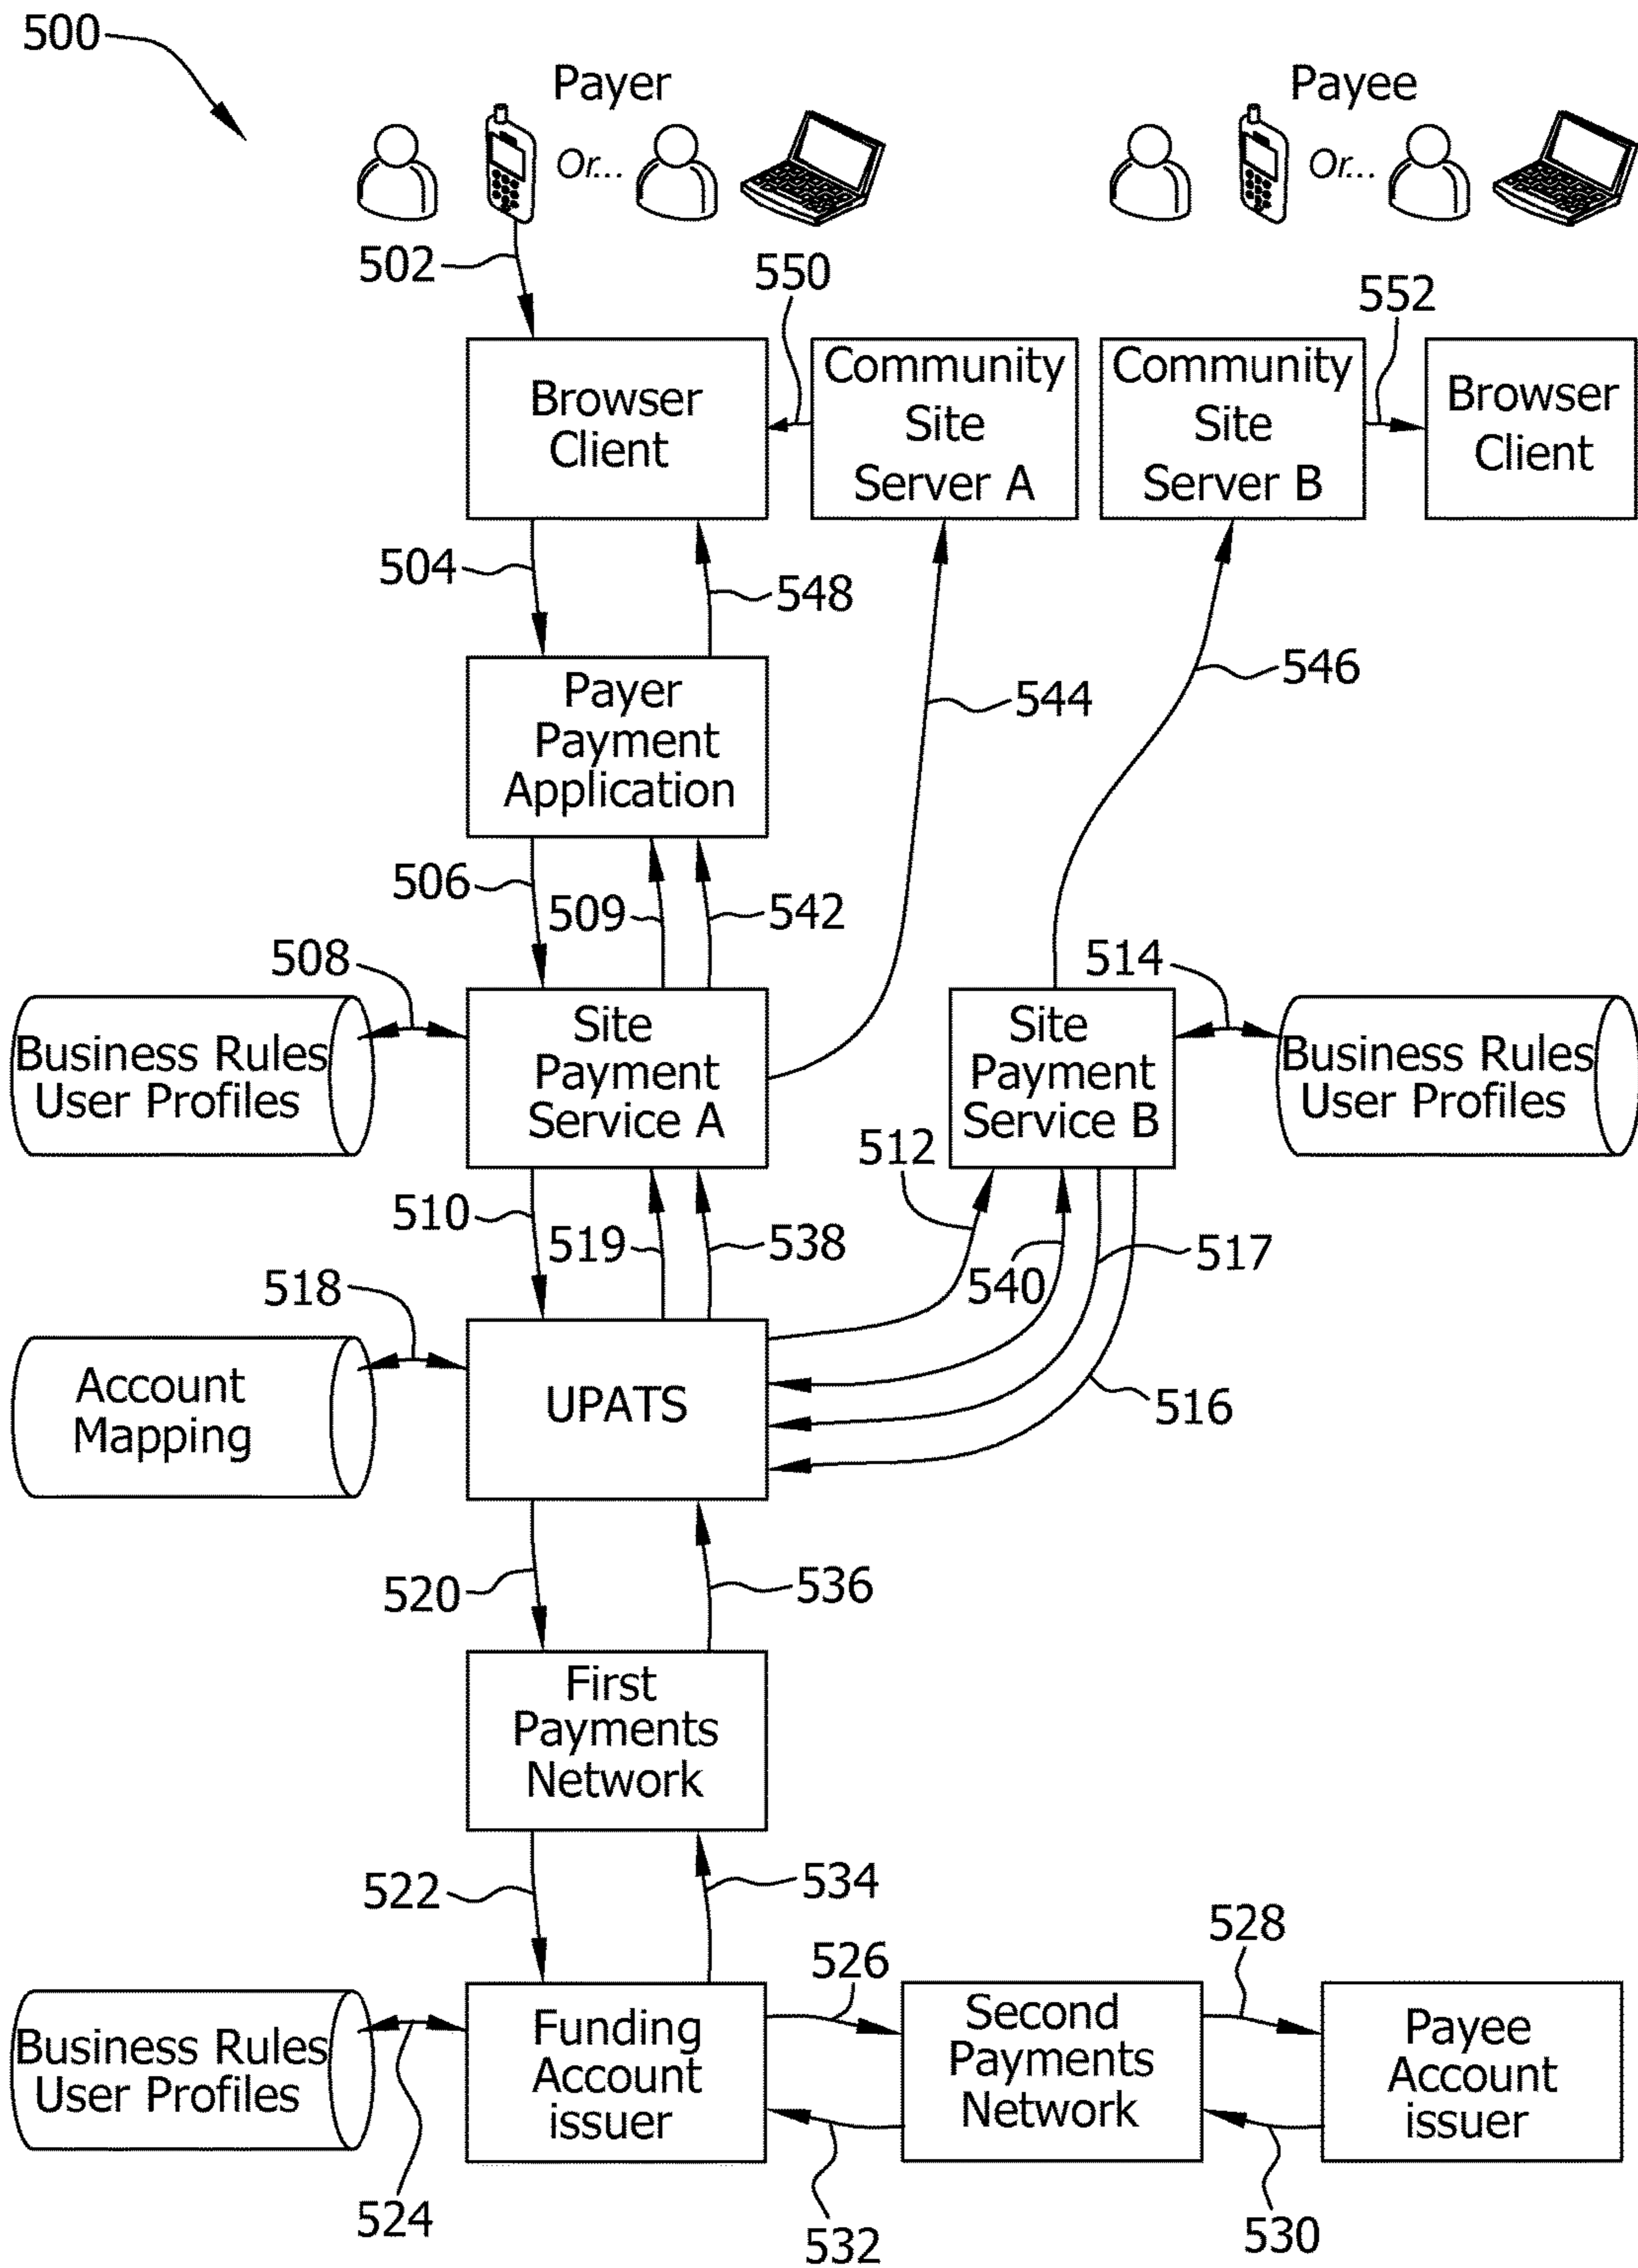 500
Payer
Payee
Or...
Or...
502
550
552
Browser
Client
Community
Site
Server A
Community
Site
Server B
Browser
Client
504
548
546
544
Payer
Payment
Application
506
509
542
508
514
Business Rules
User Profiles
Site
Payment
Service A
Site
Payment
Service B
Business Rules
User Profiles
512
510
519
538
540
517
518
516
Account
Mapping
UPATS
520
536
First
Payments
Network
522
534
526
528
Business Rules
User Profiles
Funding
Account
issuer
Second
Payments
Network
Payee
Account
issuer
524
532
530